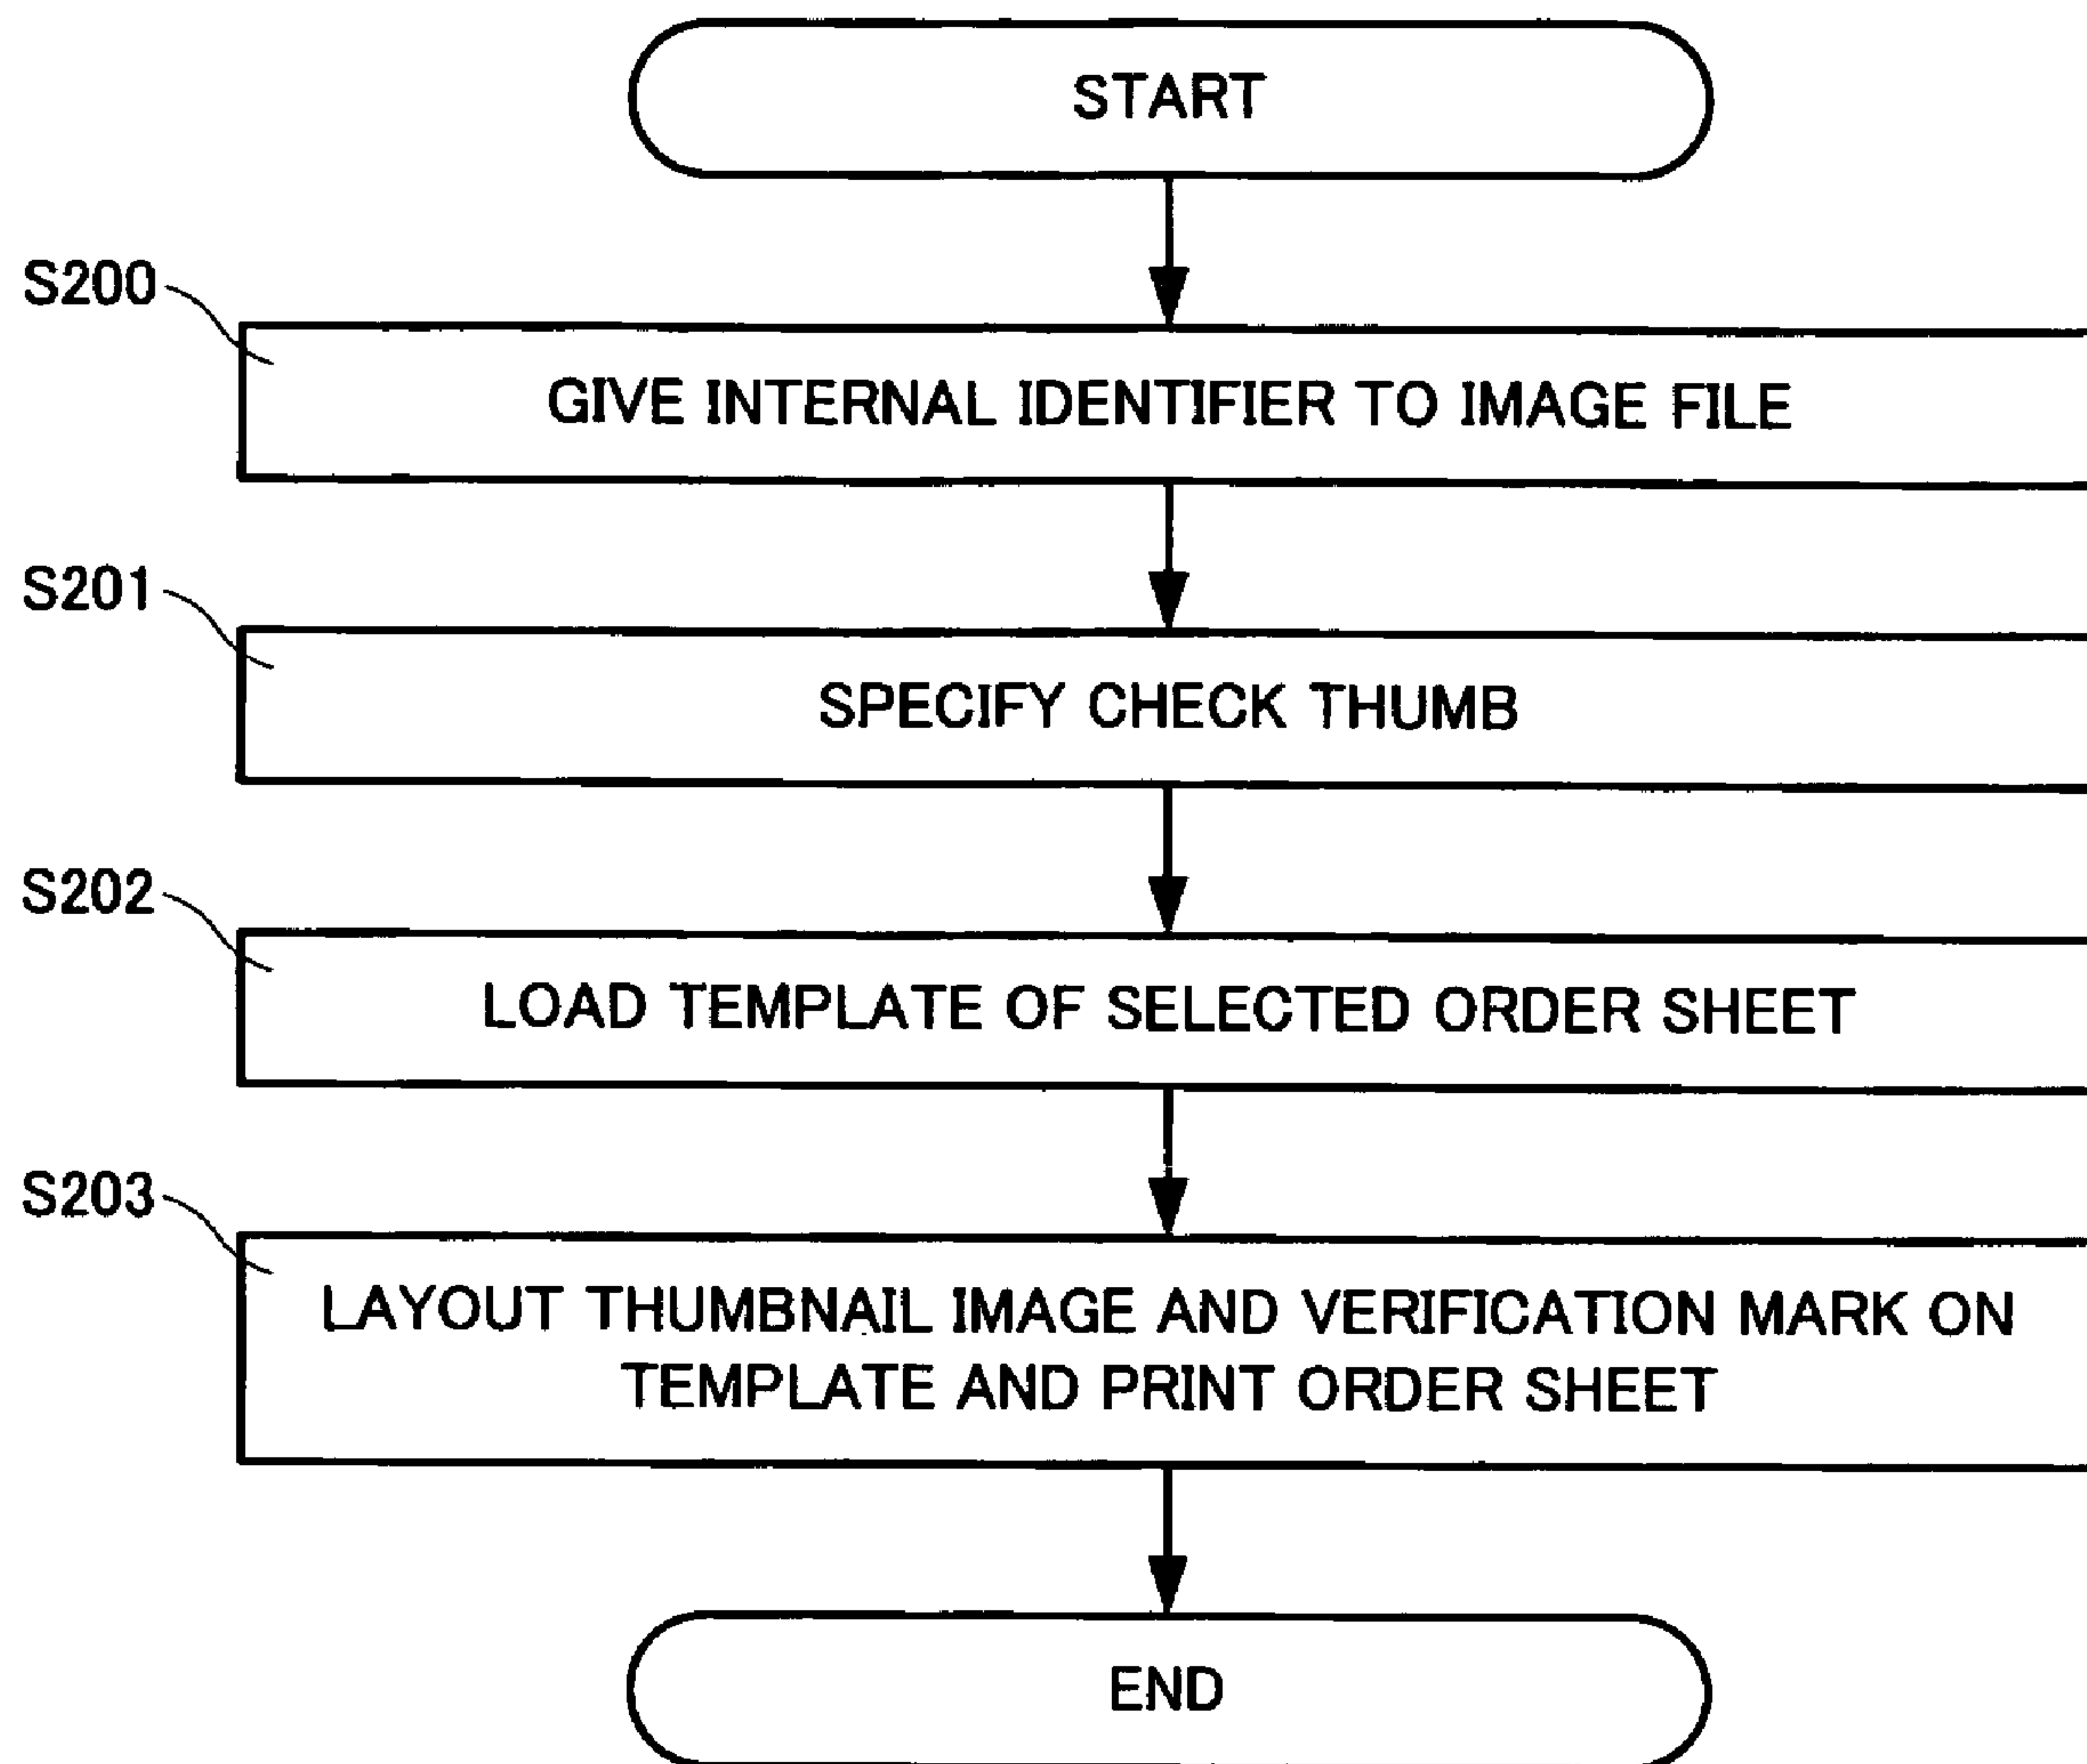 START
S200
GIVE INTERNAL IDENTIFIER TO IMAGE FILE
S201
SPECIFY CHECK THUMB
S202
LOAD TEMPLATE OF SELECTED ORDER SHEET
S203
LAYOUT THUMBNAIL IMAGE AND VERIFICATION MARK ON
TEMPLATE AND PRINT ORDER SHEET
END